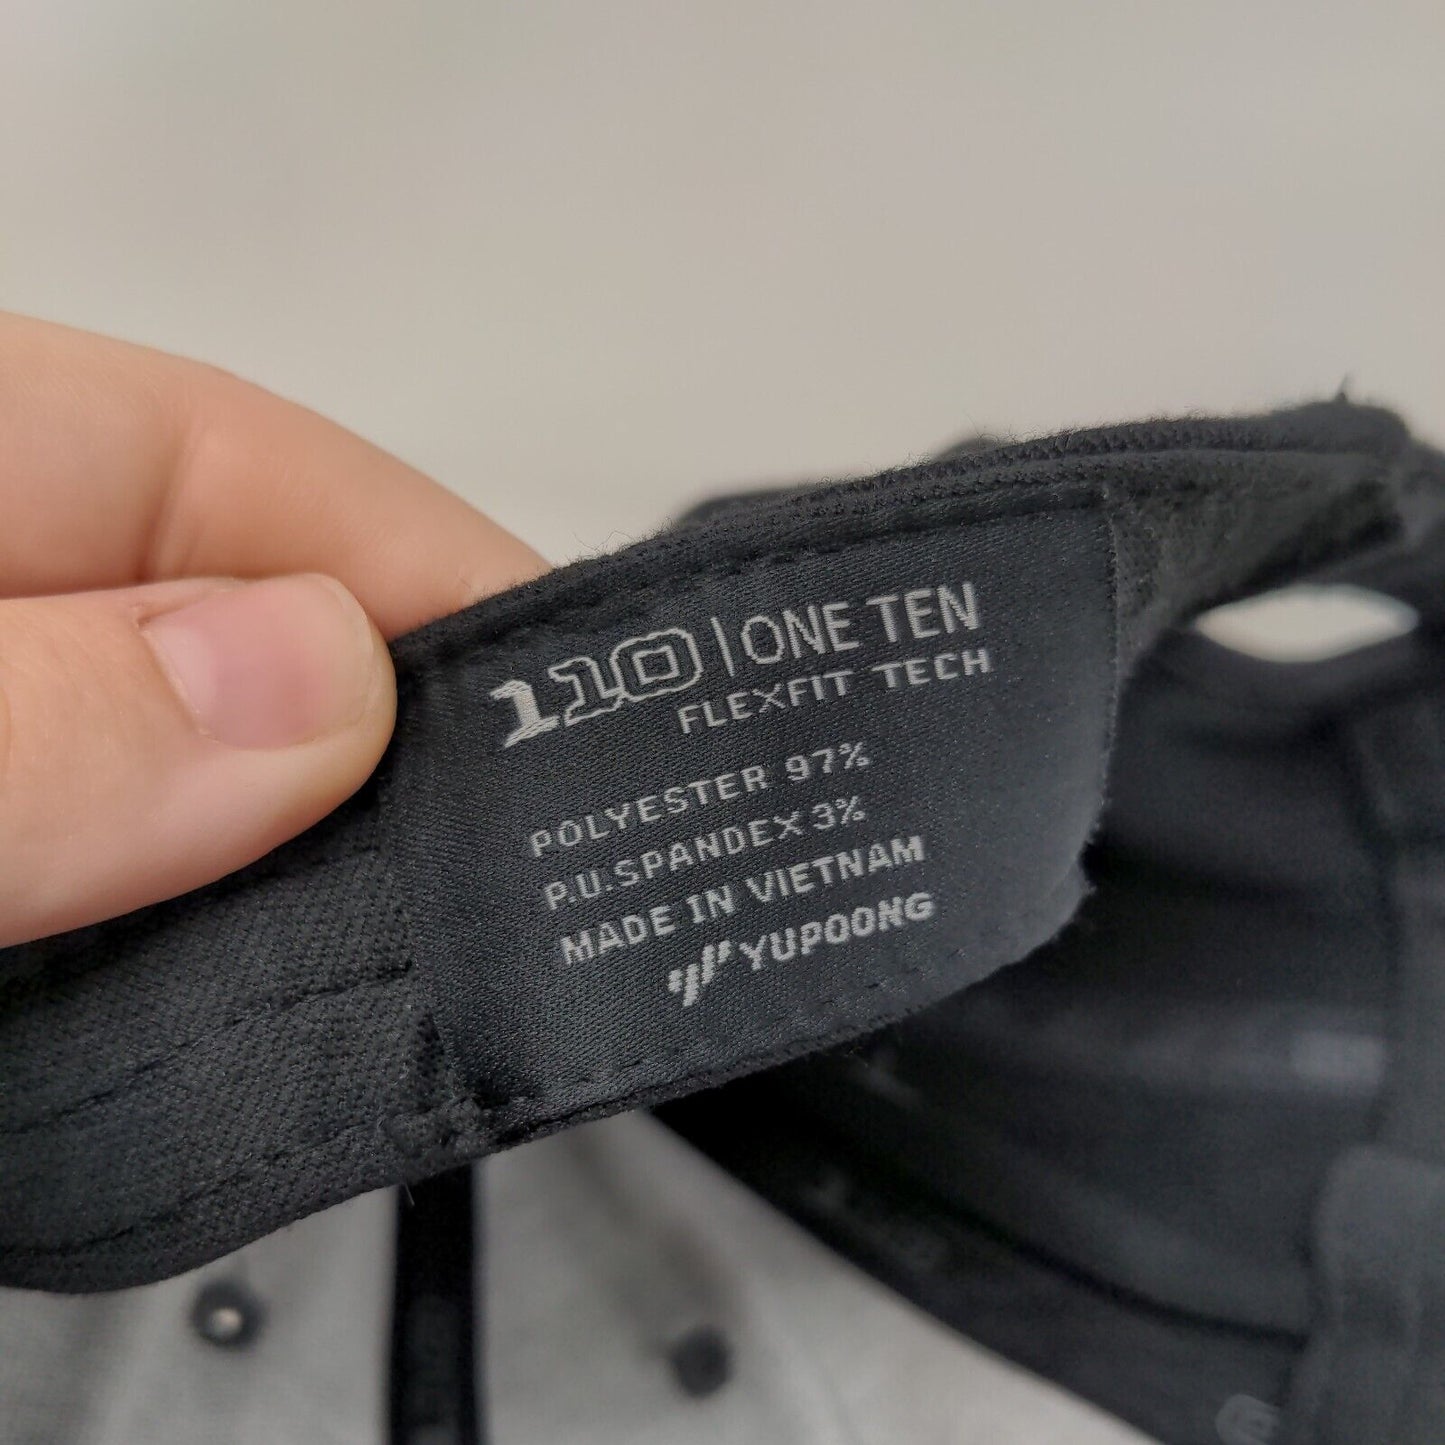 110 | ONE TEN
FLEXFIT TECH
POLYESTER 97%
P.U.SPANDEX 3%
MADE IN VIETNAM
YUPOONG